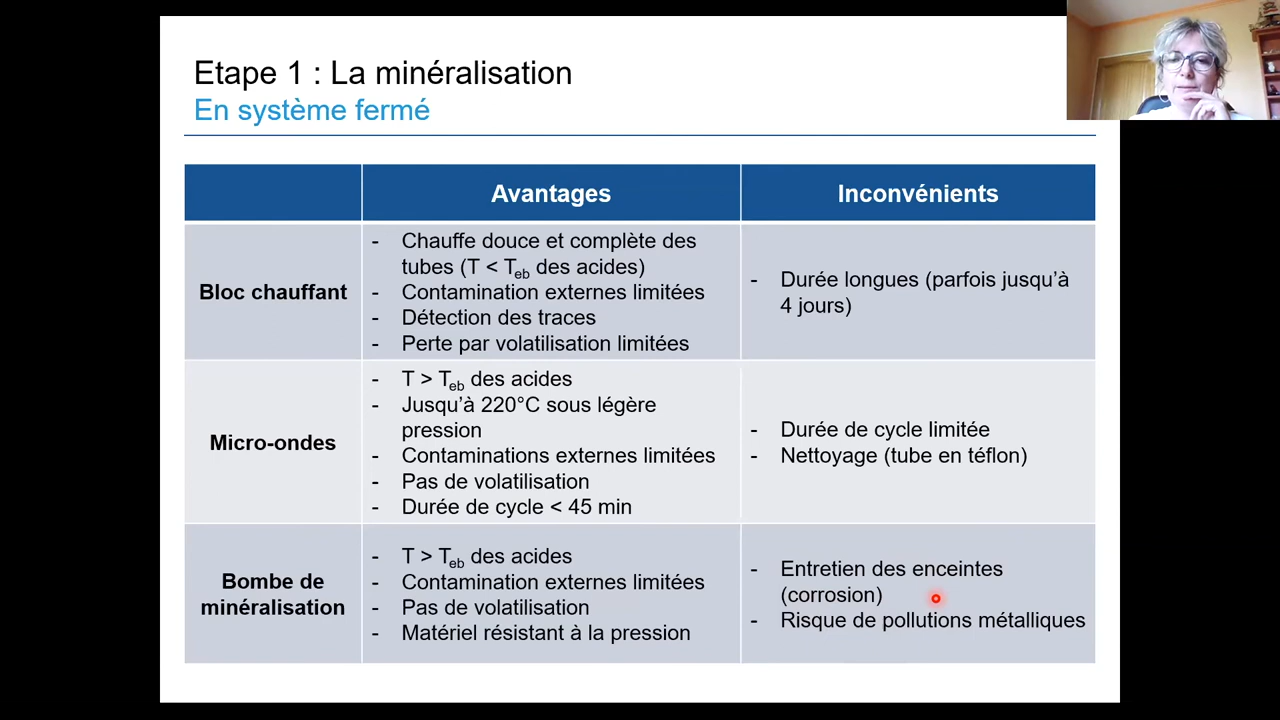 Etape 1 : La minéralisation
En système fermé
Avantages
Inconvénients
Bloc chauffant
- Chauffe douce et complète des
tubes (T < Teb des acides)
- Contamination externes limitées
- Détection des traces
- Perte par volatilisation limitées
- Durée longues (parfois jusqu'à
4 jours)
Micro-ondes
- T > Teb des acides
- Jusqu'à 220°C sous légère
pression
- Contaminations externes limitées
- Pas de volatilisation
- Durée de cycle < 45 min
- Durée de cycle limitée
- Nettoyage (tube en téflon)
Bombe de
minéralisation
- T > Teb des acides
- Contamination externes limitées
- Pas de volatilisation
- Matériel résistant à la pression
- Entretien des enceintes
(corrosion)
- Risque de pollutions métalliques